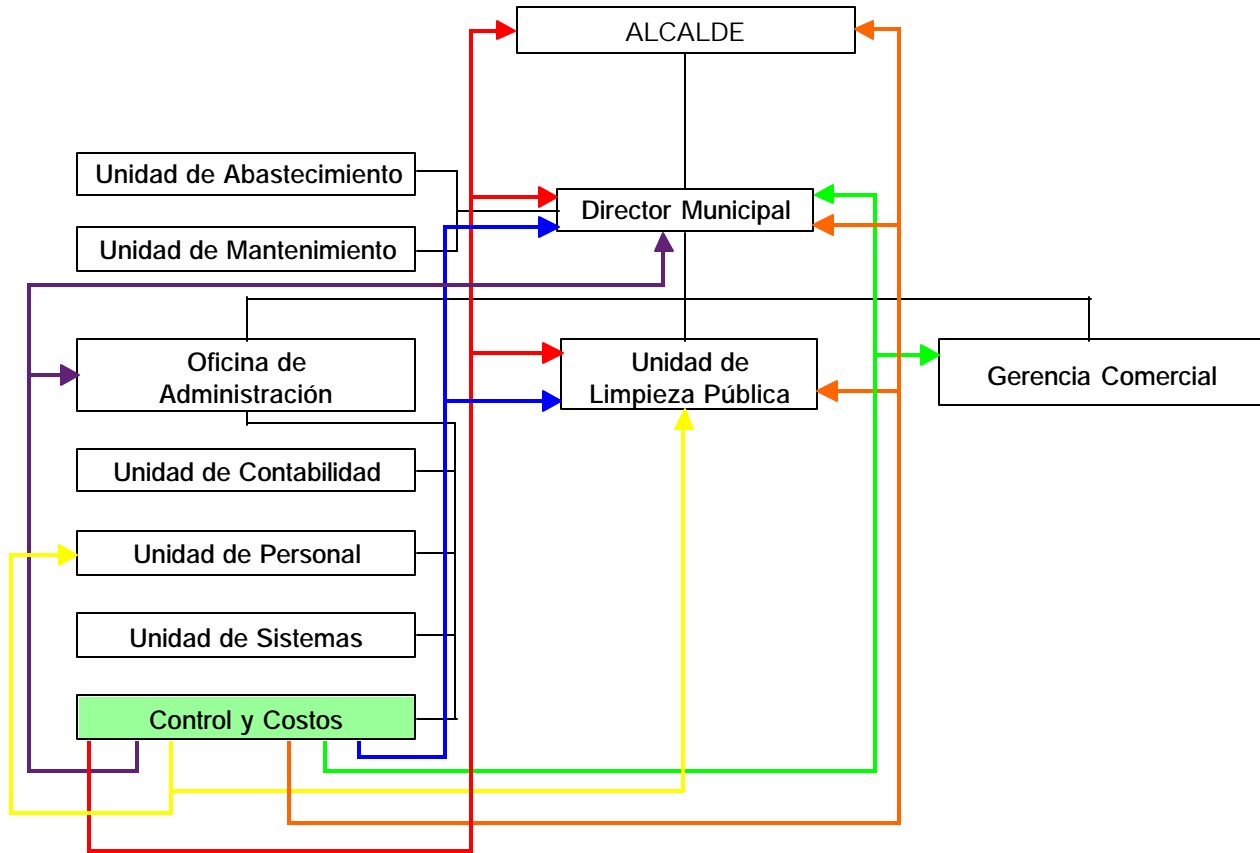 ALCALDE
Unidad de Abastecimiento
Director Municipal
Unidad de Mantenimiento
Oficina de
Administración
Unidad de
Limpieza Pública
Gerencia Comercial
Unidad de Contabilidad
Unidad de Personal
Unidad de Sistemas
Control y Costos